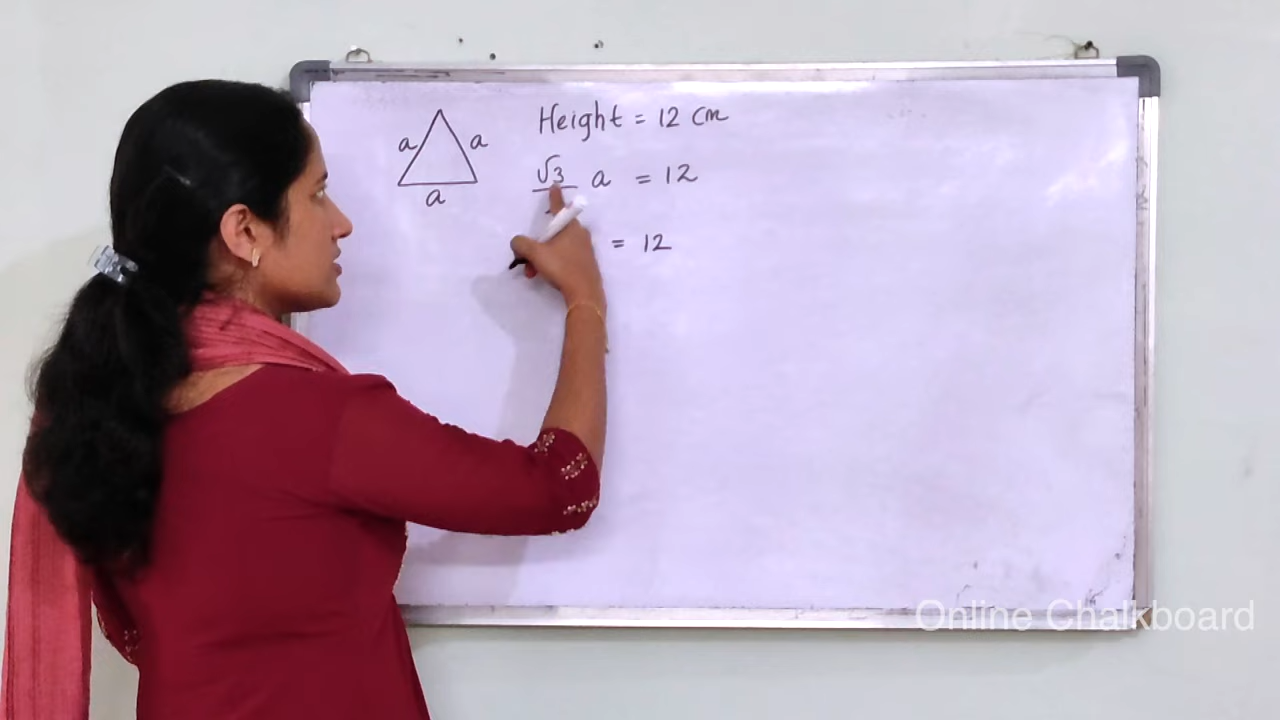 Height = 12 cm
a a
√3 a = 12
a
= 12
Online Chalkboard